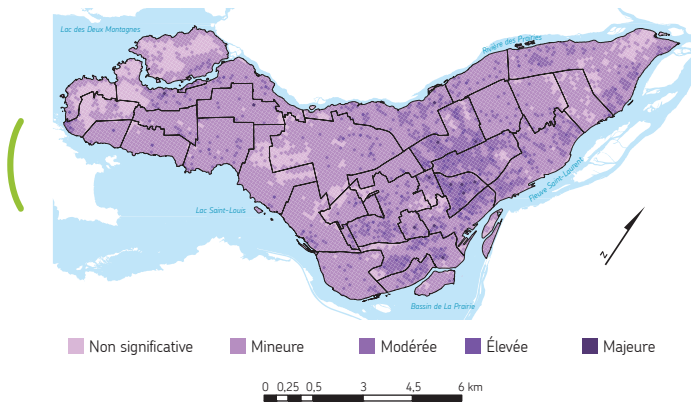 Lac des Deux Montagnes
Rivière des Prairies
Fleuve Saint-Laurent
Lac Saint-Louis
N
Bassin de La Prairie
Non significative
Mineure
Modérée
Élevée
Majeure
0 0,25 0,5 3 4,5 6 km